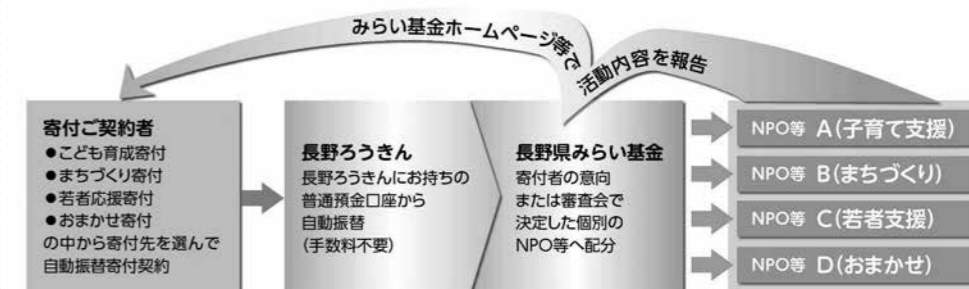 みらい基金ホームページ等で
活動内容を報告
寄付ご契約者
●こども育成寄付
●まちづくり寄付
●若者応援寄付
●おまかせ寄付
の中から寄付先を選んで
自動振替寄付契約
長野ろうきん
長野ろうきんにお持ちの
普通預金口座から
自動振替
(手数料不要)
長野県みらい基金
寄付者の意向
または審査会で
決定した個別の
NPO等へ配分
NPO等 A(子育て支援)
NPO等 B(まちづくり)
NPO等 C(若者支援)
NPO等 D(おまかせ)